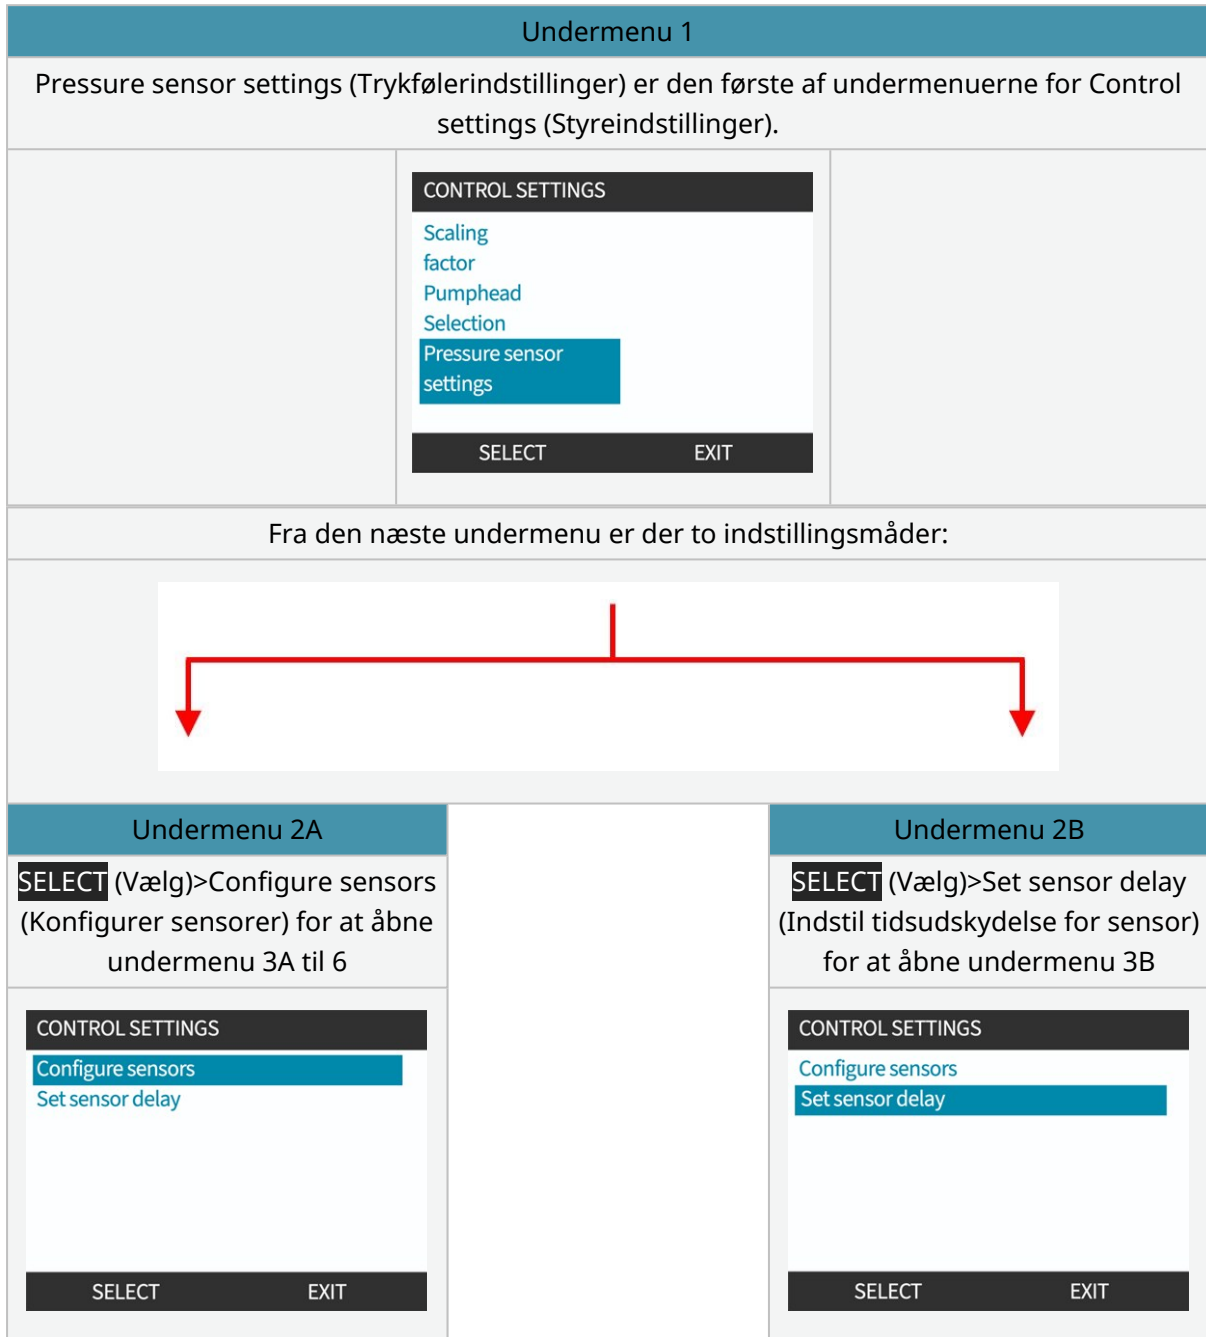 Undermenu 1
Pressure sensor settings (Trykfølerindstillinger) er den første af undermenuerne for Control
settings (Styreindstillinger).
CONTROL SETTINGS
Scaling
factor
Pumphead
Selection
Pressure sensor
settings
SELECT EXIT
Fra den næste undermenu er der to indstillingsmåder:
Undermenu 2A
SELECT (Vælg)>Configure sensors
(Konfigurer sensorer) for at åbne
undermenu 3A til 6
CONTROL SETTINGS
Configure sensors
Set sensor delay
SELECT EXIT
Undermenu 2B
SELECT (Vælg)>Set sensor delay
(Indstil tidsudskydelse for sensor)
for at åbne undermenu 3B
CONTROL SETTINGS
Configure sensors
Set sensor delay
SELECT EXIT